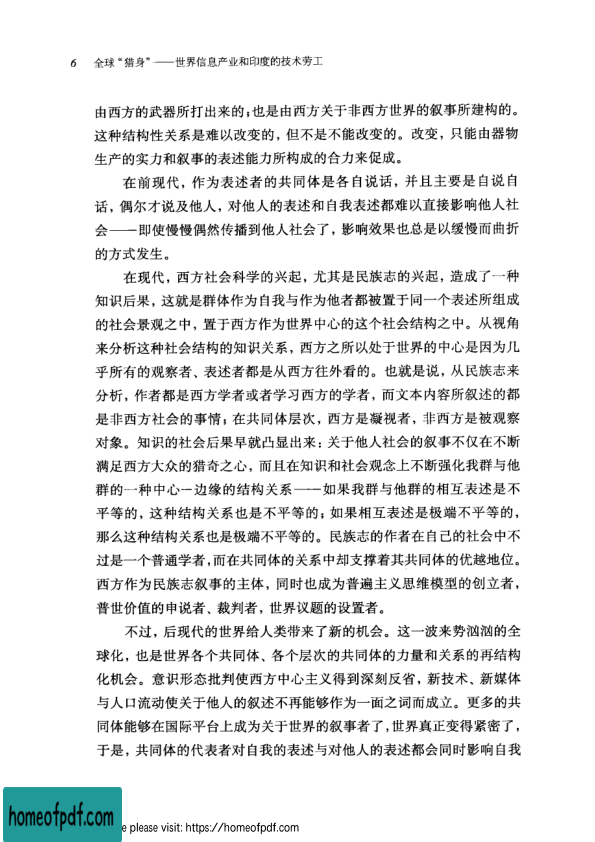 6 全球“猎身”——世界信息产业和印度的技术劳工
由西方的武器所打出来的；也是由西方关于非西方世界的叙事所建构的。
这种结构性关系是难以改变的，但不是不能改变的。改变，只能由器物
生产的实力和叙事的表述能力所构成的合力来促成。
在前现代，作为表述者的共同体是各自说话，并且主要是自说自
话，偶尔才说及他人，对他人的表述和自我表述都难以直接影响他人社
会——即使慢慢偶然传播到他人社会了，影响效果也总是以缓慢而曲折
的方式发生。
在现代，西方社会科学的兴起，尤其是民族志的兴起，造成了一种
知识后果，这就是群体作为自我与作为他者都被置于同一个表述所组成
的社会景观之中，置于西方作为世界中心的这个社会结构之中。从视角
来分析这种社会结构的知识关系，西方之所以处于世界的中心是因为几
乎所有的观察者、表述者都是从西方往外看的。也就是说，从民族志来
分析，作者都是西方学者或者学习西方的学者，而文本内容所叙述的都
是非西方社会的事情；在共同体层次，西方是凝视者，非西方是被观察
对象。知识的社会后果早就凸显出来：关于他人社会的叙事不仅在不断
满足西方大众的猎奇之心，而且在知识和社会观念上不断强化我群与他
群的一种中心—边缘的结构关系——如果我群与他群的相互表述是不
平等的，这种结构关系也是不平等的；如果相互表述是极端不平等的，
那么这种结构关系也是极端不平等的。民族志的作者在自己的社会中不
过是一个普通学者，而在共同体的关系中却支撑着其共同体的优越地位。
西方作为民族志叙事的主体，同时也成为普遍主义思维模型的创立者，
普世价值的申说者、裁判者，世界议题的设置者。
不过，后现代的世界给人类带来了新的机会。这一波来势汹汹的全
球化，也是世界各个共同体、各个层次的共同体的力量和关系的再结构
化机会。意识形态批判使西方中心主义得到深刻反省，新技术、新媒体
与人口流动使关于他人的叙述不再能够作为一面之词而成立。更多的共
同体能够在国际平台上成为关于世界的叙事者了，世界真正变得紧密了，
于是，共同体的代表者对自我的表述与对他人的表述都会同时影响自我
homeofpdf.com
e please visit: https://homeofpdf.com